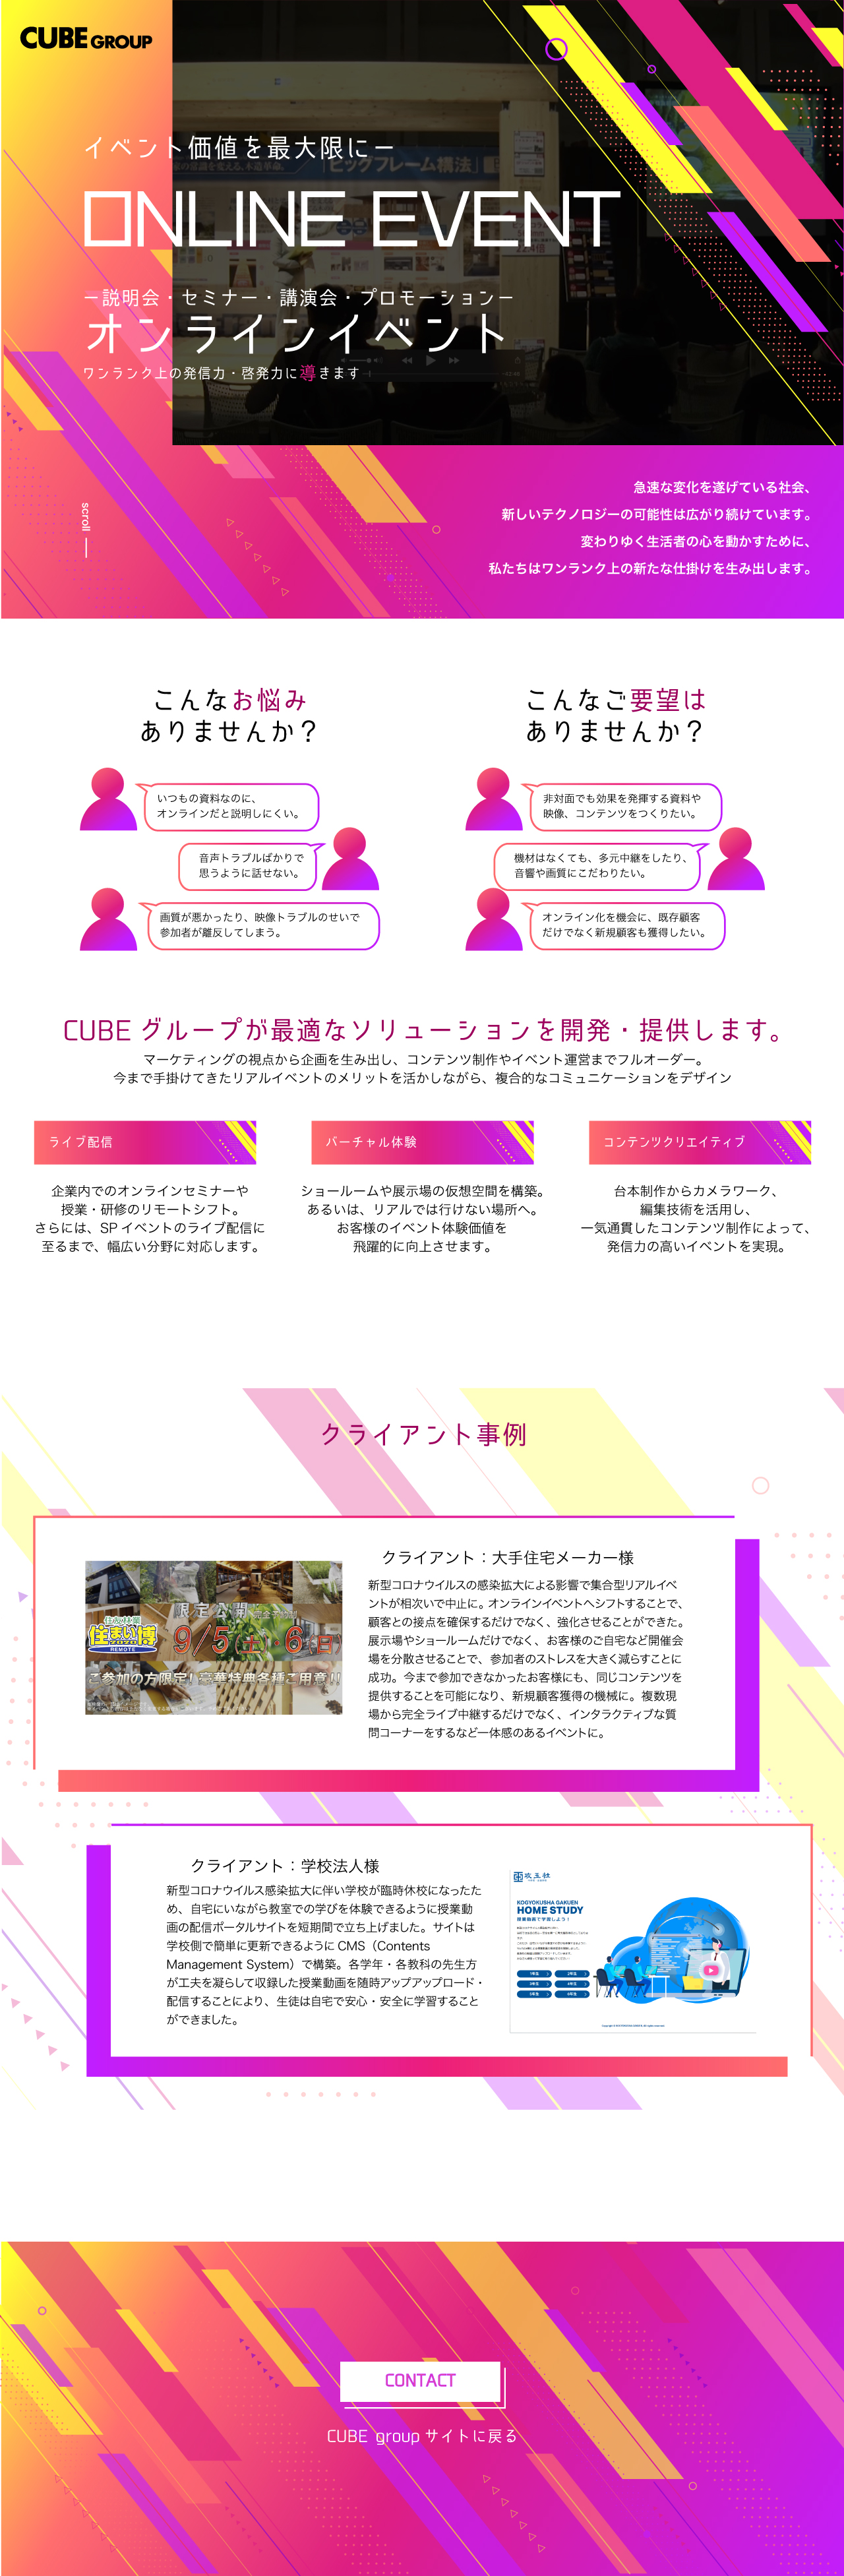 CUBE GROUP
イベント価値を最大限にー
ONLINE EVENT
ー説明会・セミナー・講演会・プロモーションー
オンラインイベント
ワンランク上の発信力・啓発力に導きます
scroll
急速な変化を遂げている社会、
新しいテクノロジーの可能性は広がり続けています。
変わりゆく生活者の心を動かすために、
私たちはワンランク上の新たな仕掛けを生み出します。
こんなお悩み
ありませんか？
いつもの資料なのに、
オンラインだと説明しにくい。
音声トラブルばかりで
思うように話せない。
画質が悪かったり、映像トラブルのせいで
参加者が離反してしまう。
こんなご要望は
ありませんか？
非対面でも効果を発揮する資料や
映像、コンテンツをつくりたい。
機材はなくても、多元中継をしたり、
音響や画質にこだわりたい。
オンライン化を機会に、既存顧客
だけでなく新規顧客も獲得したい。
CUBE グループが最適なソリューションを開発・提供します。
マーケティングの視点から企画を生み出し、コンテンツ制作やイベント運営までフルオーダー。
今まで手掛けてきたリアルイベントのメリットを活かしながら、複合的なコミュニケーションをデザイン
ライブ配信
企業内でのオンラインセミナーや
授業・研修のリモートシフト。
さらには、SP イベントのライブ配信に
至るまで、幅広い分野に対応します。
バーチャル体験
ショールームや展示場の仮想空間を構築。
あるいは、リアルでは行けない場所へ。
お客様のイベント体験価値を
飛躍的に向上させます。
コンテンツクリエイティブ
台本制作からカメラワーク、
編集技術を活用し、
一気通貫したコンテンツ制作によって、
発信力の高いイベントを実現。
クライアント事例
限定公開
住友林業
住まい博
REMOTE
9/5土・6日
ご参加の方限定!豪華特典各種ご用意!!
クライアント：大手住宅メーカー様
新型コロナウイルスの感染拡大による影響で集合型リアルイベ
ントが相次いで中止に。オンラインイベントへシフトすることで、
顧客との接点を確保するだけでなく、強化させることができた。
展示場やショールームだけでなく、お客様のご自宅など開催会
場を分散させることで、参加者のストレスを大きく減らすことに
成功。今まで参加できなかったお客様にも、同じコンテンツを
提供することを可能になり、新規顧客獲得の機械に。複数現
場から完全ライブ中継するだけでなく、インタラクティブな質
問コーナーをするなど一体感のあるイベントに。
クライアント：学校法人様
新型コロナウイルス感染拡大に伴い学校が臨時休校になったた
め、自宅にいながら教室での学びを体験できるように授業動
画の配信ポータルサイトを短期間で立ち上げました。サイトは
学校側で簡単に更新できるように CMS（Contents
Management System）で構築。各学年・各教科の先生方
が工夫を凝らして収録した授業動画を随時アップアップロード・
配信することにより、生徒は自宅で安心・安全に学習すること
ができました。
攻玉社
KOGYOKUSHA GAKUEN
HOME STUDY
授業動画で学習しよう！
1年生
2年生
3年生
4年生
5年生
6年生
CONTACT
CUBE group サイトに戻る